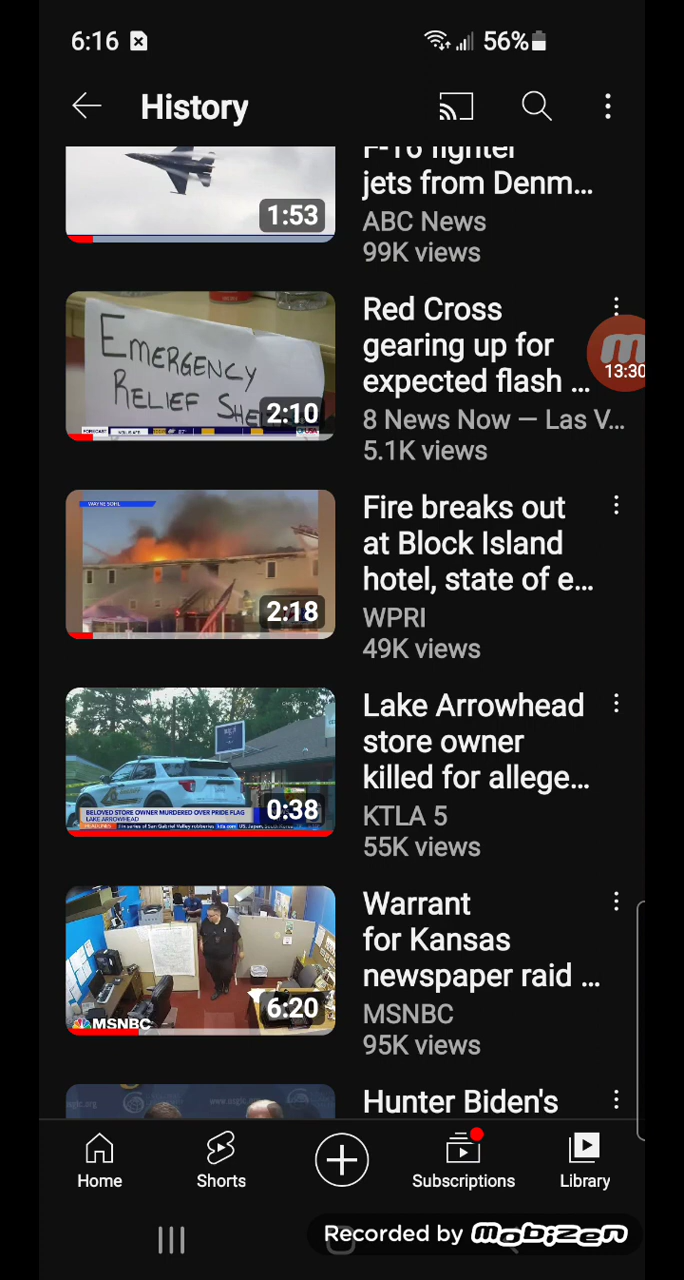 6:16
56%
History
F-16 fighter
jets from Denm...
1:53
ABC News
99K views
EMERGENCY
RELIEF SHE
2:10
Red Cross
gearing up for
expected flash ...
13:30
8 News Now — Las V...
5.1K views
WAYNE SOHL
2:18
Fire breaks out
at Block Island
hotel, state of e...
WPRI
49K views
0:38
BELOVED STORE OWNER MURDERED OVER PRIDE FLAG
LAKE ARROWHEAD
Lake Arrowhead
store owner
killed for allege...
KTLA 5
55K views
6:20
MSNBC
Warrant
for Kansas
newspaper raid ...
MSNBC
95K views
Hunter Biden's
Home
Shorts
Subscriptions
Library
Recorded by mobizen